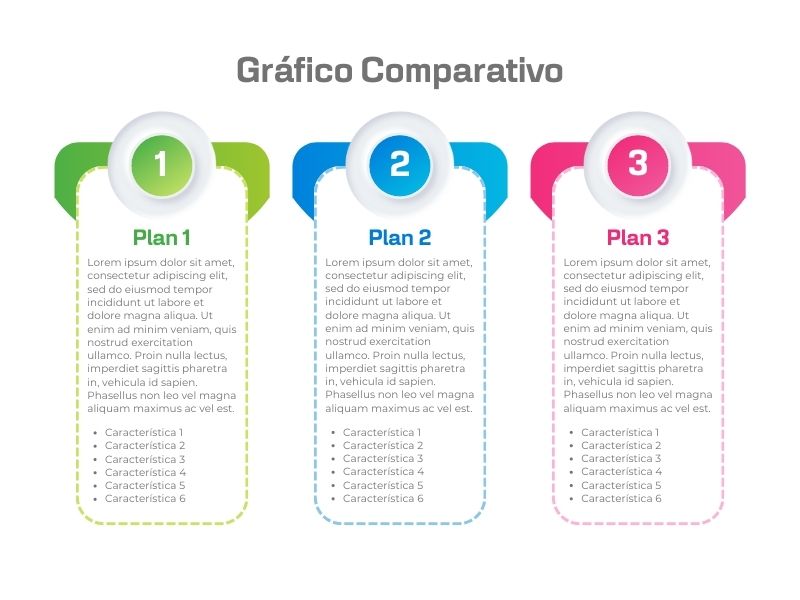 Gráfico Comparativo
1
Plan 1
Lorem ipsum dolor sit amet,
consectetur adipiscing elit,
sed do eiusmod tempor
incididunt ut labore et
dolore magna aliqua. Ut
enim ad minim veniam, quis
nostrud exercitation
ullamco. Proin nulla lectus,
imperdiet sagittis pharetra
in, vehicula id sapien.
Phasellus non leo vel magna
aliquam maximus ac vel est.
• Característica 1
• Característica 2
• Característica 3
• Característica 4
• Característica 5
• Característica 6
2
Plan 2
Lorem ipsum dolor sit amet,
consectetur adipiscing elit,
sed do eiusmod tempor
incididunt ut labore et
dolore magna aliqua. Ut
enim ad minim veniam, quis
nostrud exercitation
ullamco. Proin nulla lectus,
imperdiet sagittis pharetra
in, vehicula id sapien.
Phasellus non leo vel magna
aliquam maximus ac vel est.
• Característica 1
• Característica 2
• Característica 3
• Característica 4
• Característica 5
• Característica 6
3
Plan 3
Lorem ipsum dolor sit amet,
consectetur adipiscing elit,
sed do eiusmod tempor
incididunt ut labore et
dolore magna aliqua. Ut
enim ad minim veniam, quis
nostrud exercitation
ullamco. Proin nulla lectus,
imperdiet sagittis pharetra
in, vehicula id sapien.
Phasellus non leo vel magna
aliquam maximus ac vel est.
• Característica 1
• Característica 2
• Característica 3
• Característica 4
• Característica 5
• Característica 6